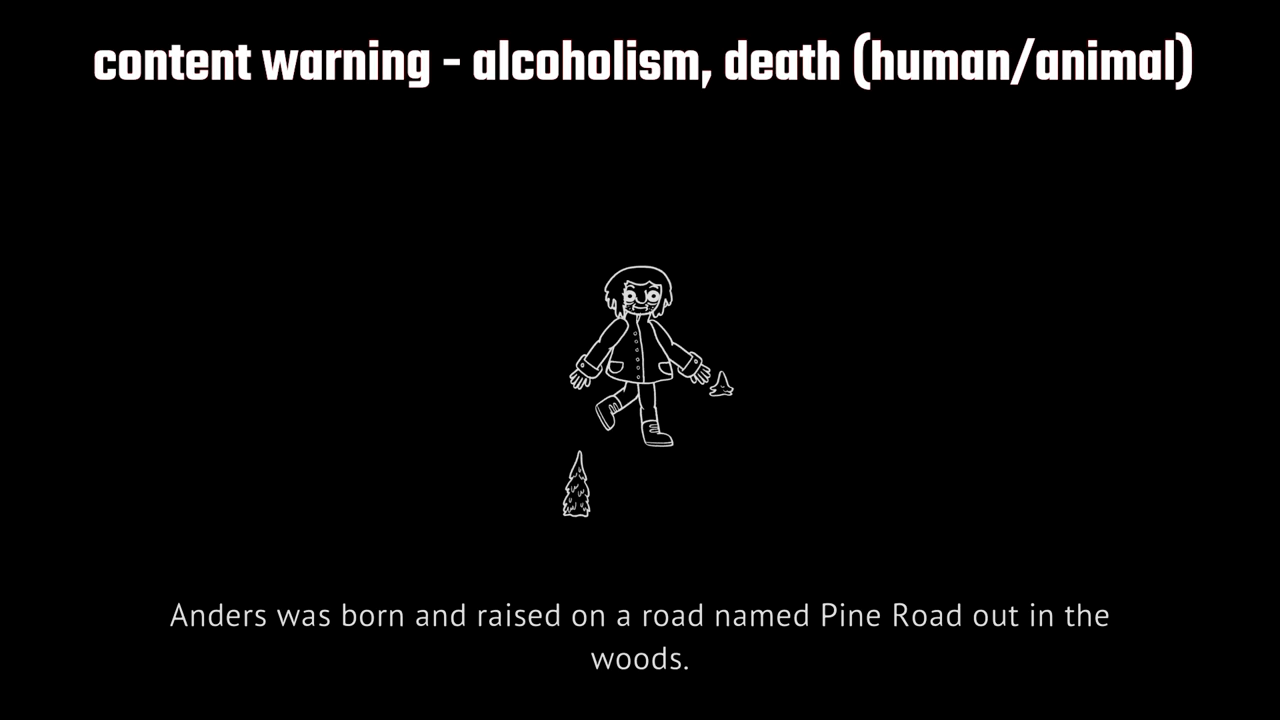 content warning - alcoholism, death (human/animal)
Anders was born and raised on a road named Pine Road out in the
woods.